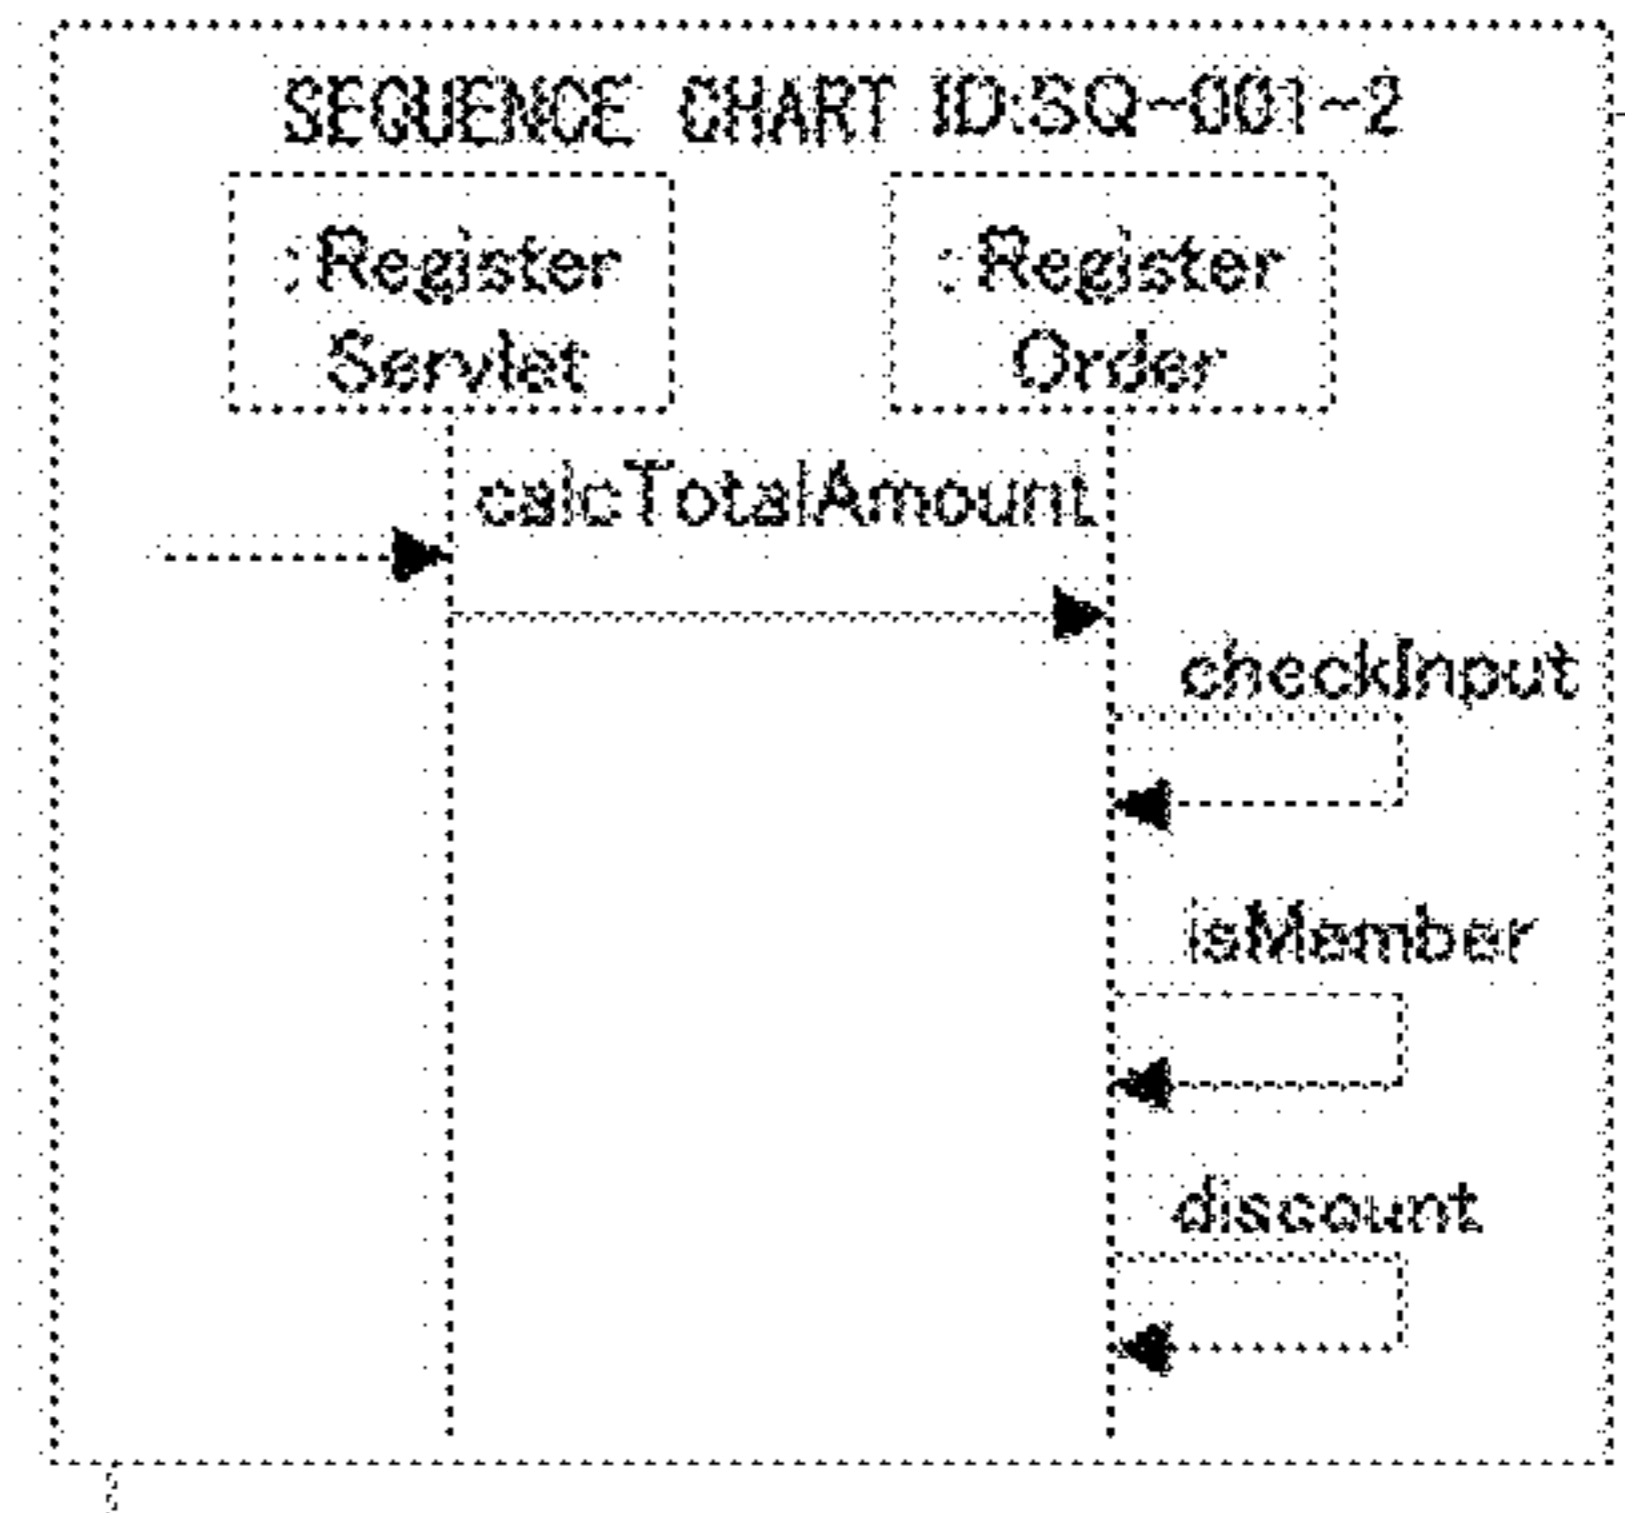 SEQUENCE CHART ID:SQ-001-2
:Register
Servlet
:Register
Order
calcTotalAmount
checkInput
isMember
discount